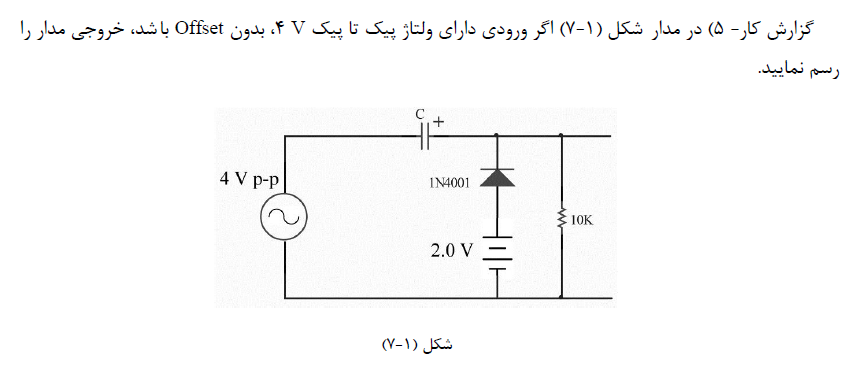 گزارش کار- ۵) در مدار شکل (۱-۷) اگر ورودی دارای ولتاژ پیک تا پیک ۴ V، بدون Offset باشد، خروجی مدار را
رسم نمایید.
C +
4 V p-p
1N4001
10K
2.0 V
شکل (۱-۷)